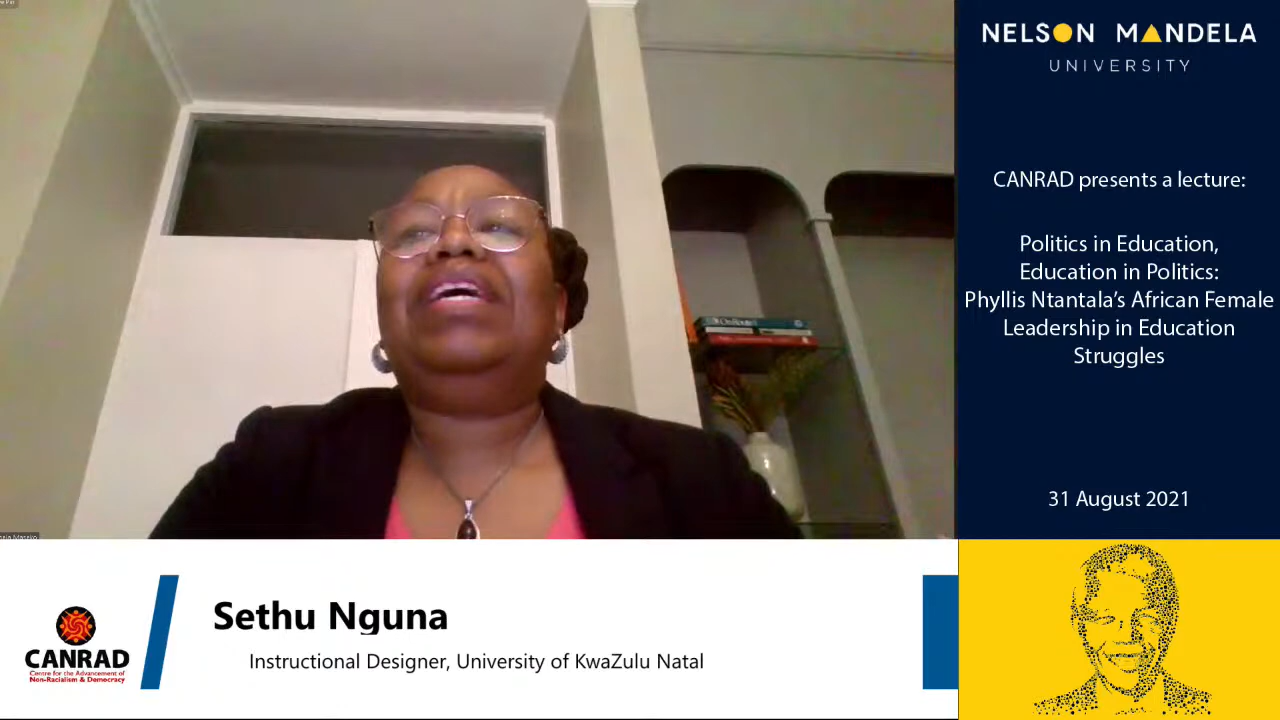 NELSON MANDELA
UNIVERSITY
CANRAD presents a lecture:
Politics in Education,
Education in Politics:
Phyllis Ntantala’s African Female
Leadership in Education
Struggles
31 August 2021
Sethu Nguna
Instructional Designer, University of KwaZulu Natal
CANRAD
Centre for the Advancement of
Non-Racialism & Democracy